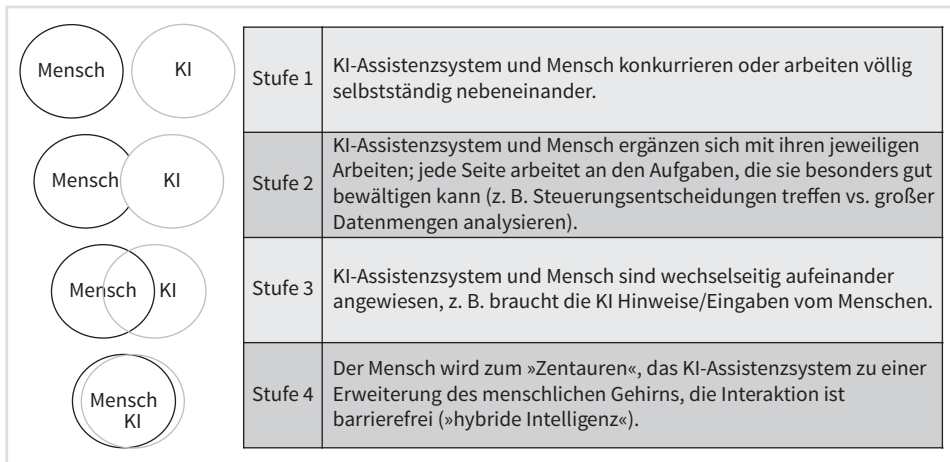 Mensch
KI
Stufe 1
KI-Assistenzsystem und Mensch konkurrieren oder arbeiten völlig
selbstständig nebeneinander.
Mensch
KI
Stufe 2
KI-Assistenzsystem und Mensch ergänzen sich mit ihren jeweiligen
Arbeiten; jede Seite arbeitet an den Aufgaben, die sie besonders gut
bewältigen kann (z. B. Steuerungsentscheidungen treffen vs. großer
Datenmengen analysieren).
Mensch
KI
Stufe 3
KI-Assistenzsystem und Mensch sind wechselseitig aufeinander
angewiesen, z. B. braucht die KI Hinweise/Eingaben vom Menschen.
Mensch
KI
Stufe 4
Der Mensch wird zum »Zentauren«, das KI-Assistenzsystem zu einer
Erweiterung des menschlichen Gehirns, die Interaktion ist
barrierefrei (»hybride Intelligenz«).